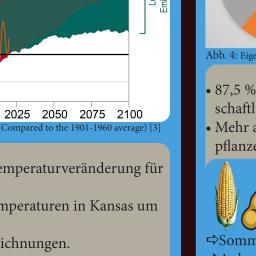 Lo
Emi
2025 2050 2075 2100
Compared to the 1901-1960 average) [3]
emperaturveränderung für
mperaturen in Kansas um
ichnungen.
Abb. 4: Eige
• 87,5 %
schaftl
• Mehr a
pflanze
⇨Somm